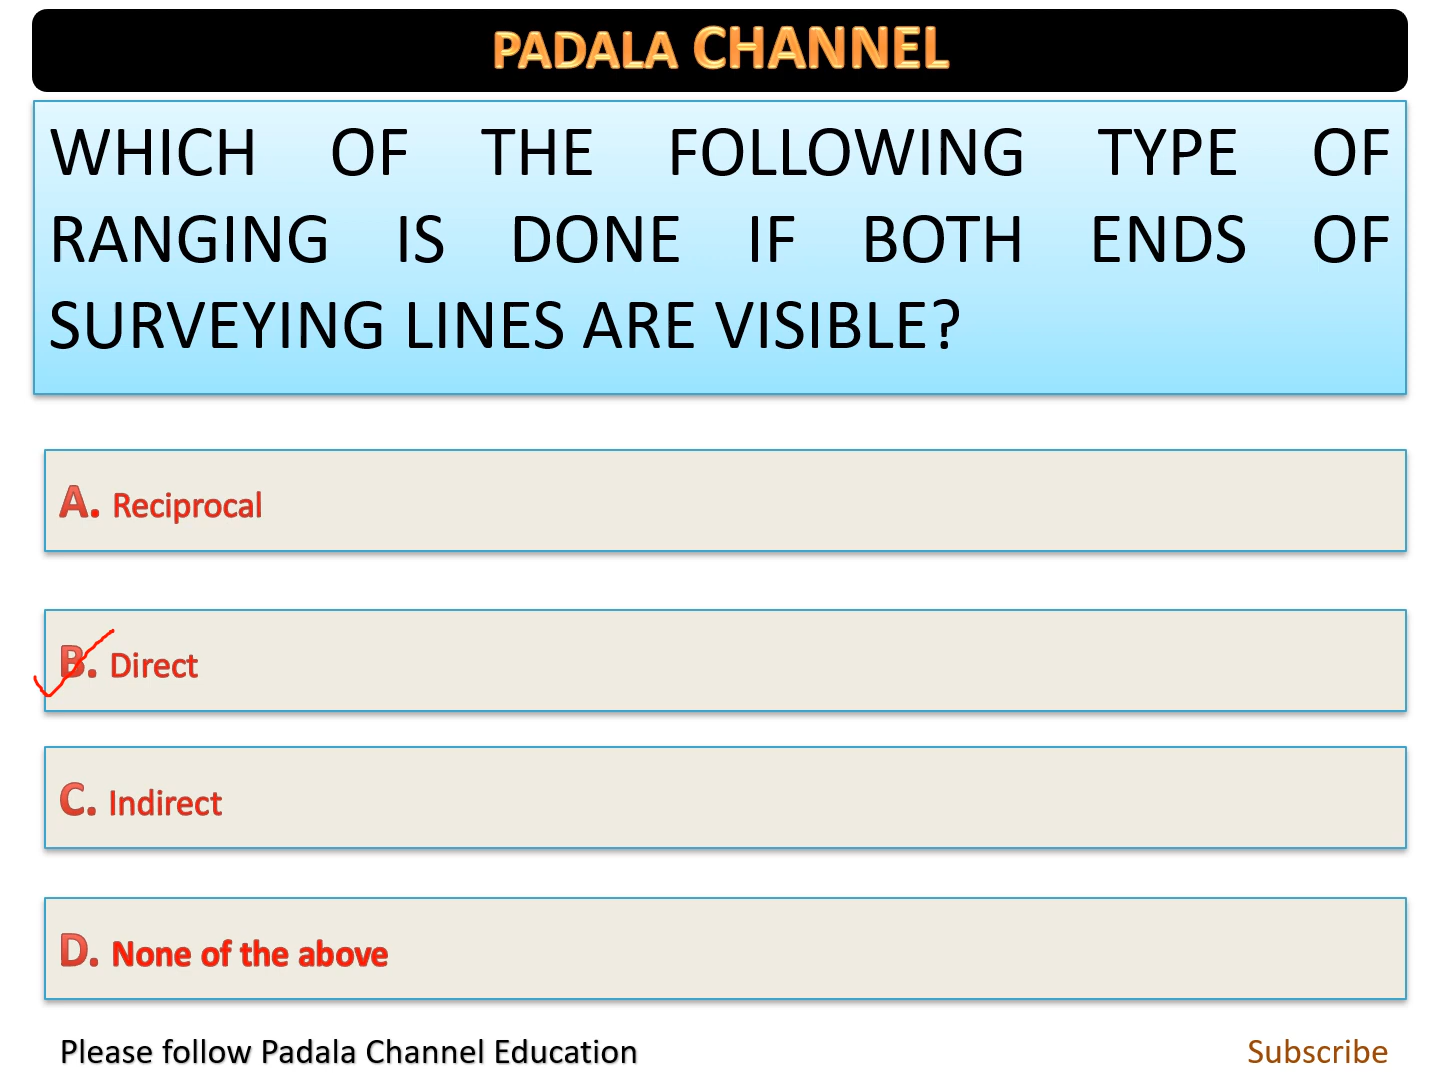 PADALA CHANNEL
WHICH OF THE FOLLOWING TYPE OF
RANGING IS DONE IF BOTH ENDS OF
SURVEYING LINES ARE VISIBLE?
A. Reciprocal
B. Direct
C. Indirect
D. None of the above
Please follow Padala Channel Education
Subscribe